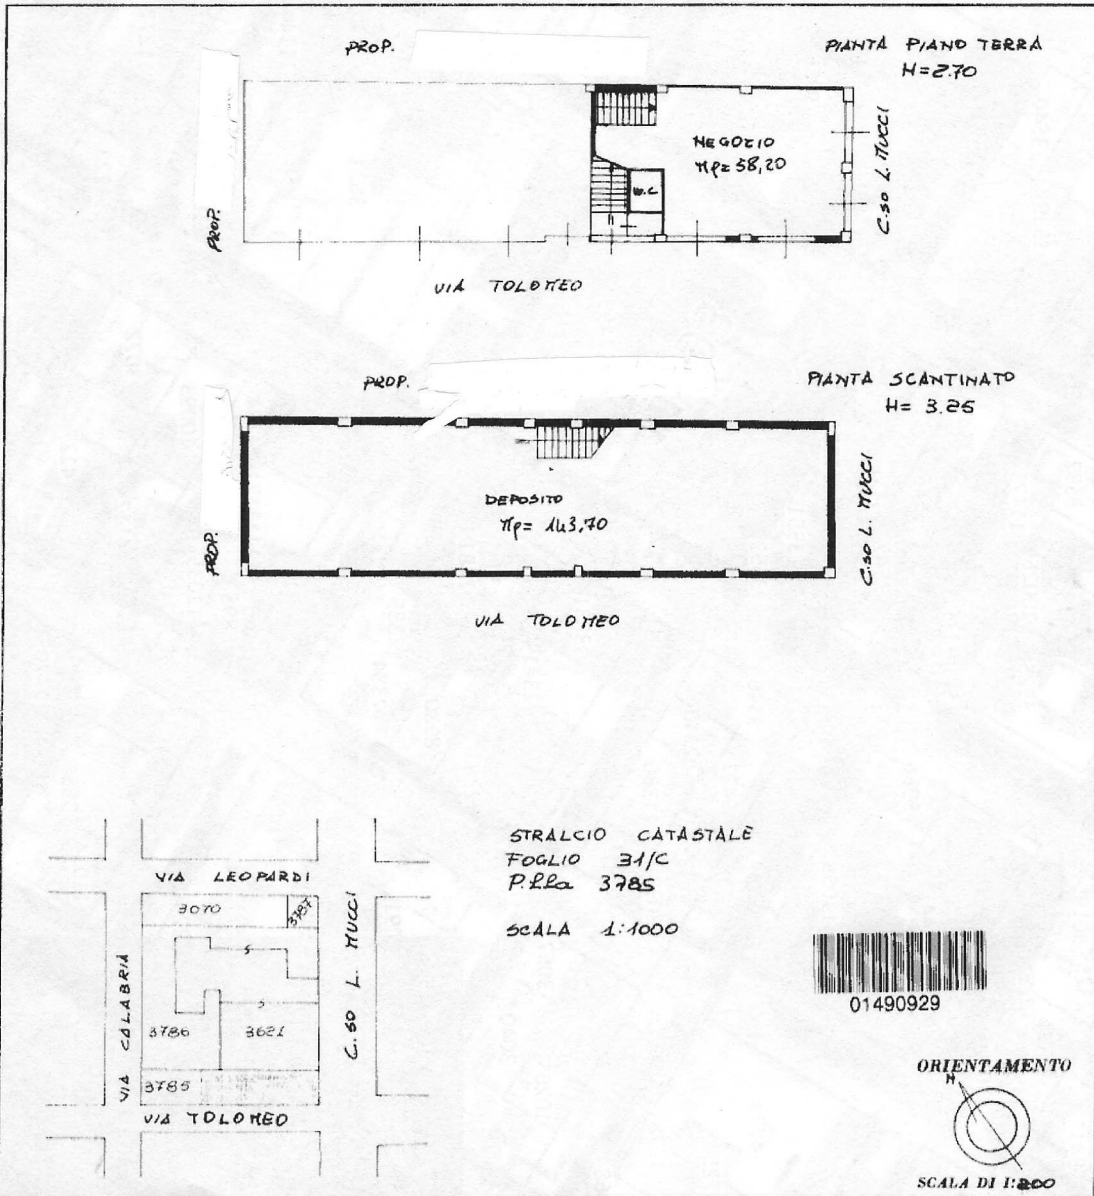 PROP.
PIANTA PIANO TERRA
H=2.70
NEGOZIO
Mq=58,20
W.C
C.SO L. MUCCI
PROP.
VIA TOLOMEO
PROP.
PIANTA SCANTINATO
H= 3.25
DEPOSITO
Mq= 143,70
C.SO L. MUCCI
PROP.
VIA TOLOMEO
STRALCIO CATASTALE
FOGLIO 31/C
P.lla 3785
SCALA 1:1000
VIA LEOPARDI
3070
3787
S
S
C.SO L. MUCCI
VIA CALABRIA
3786
3621
3785
VIA TOLOMEO
01490929
ORIENTAMENTO
N
SCALA DI 1:200